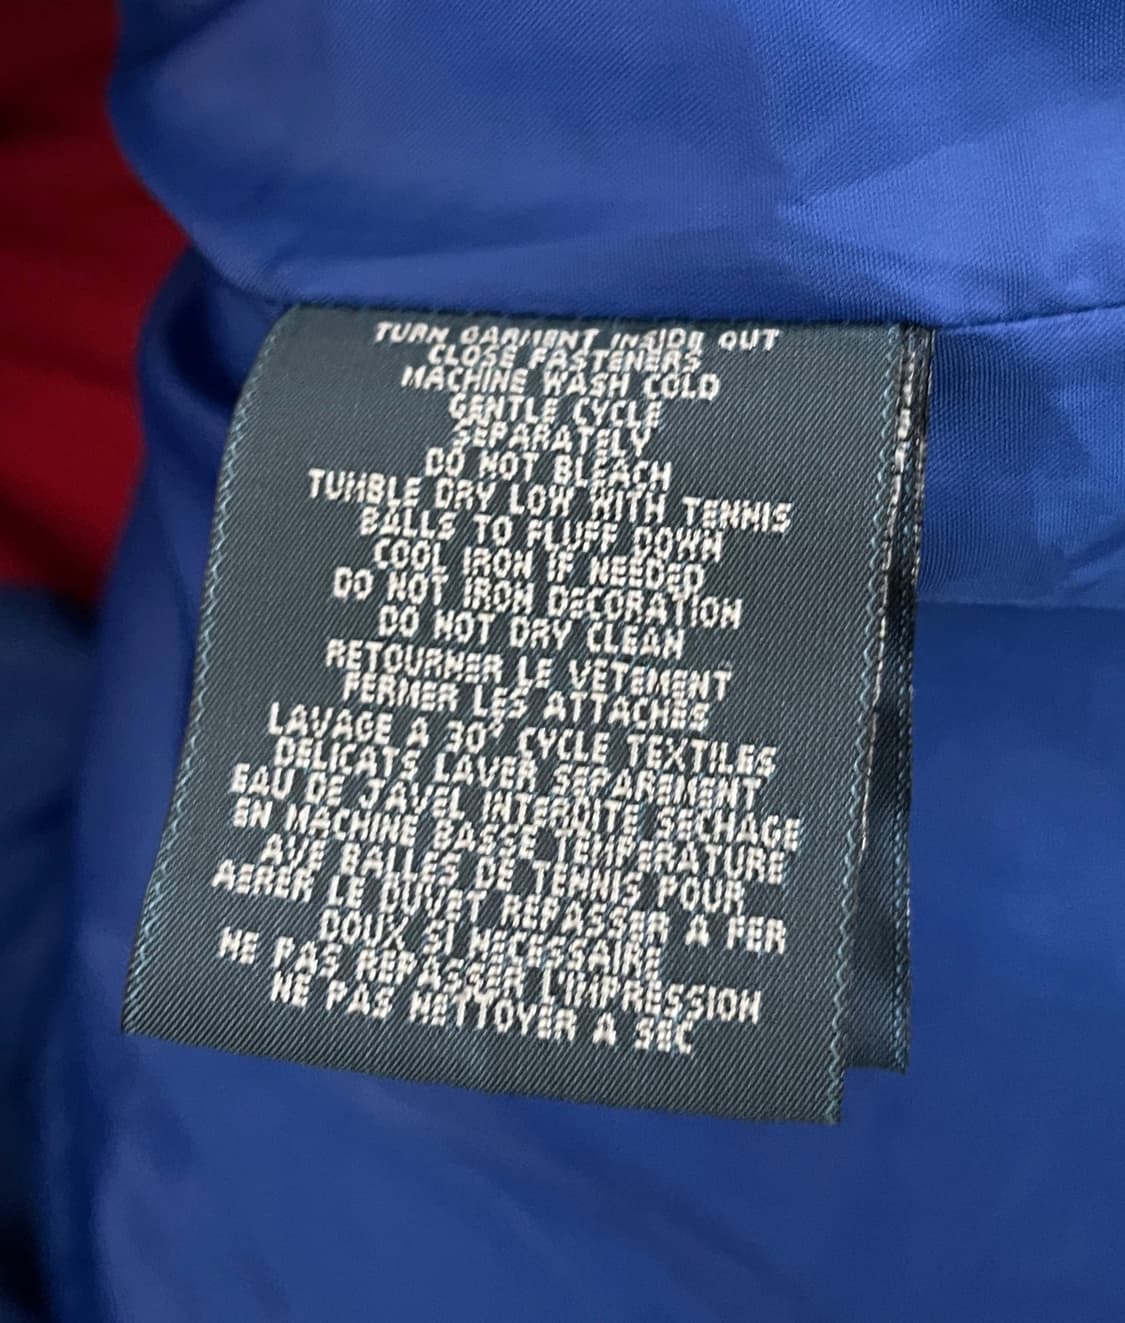 TURN GARMENT INSIDE OUT
CLOSE FASTENERS
MACHINE WASH COLD
GENTLE CYCLE
SEPARATELY
DO NOT BLEACH
TUMBLE DRY LOW WITH TENNIS
BALLS TO FLUFF DOWN
COOL IRON IF NEEDED
DO NOT IRON DECORATION
DO NOT DRY CLEAN
RETOURNER LE VETEMENT
FERMER LES ATTACHES
LAVAGE A 30° CYCLE TEXTILES
DELICATS LAVER SEPAREMENT
EAU DE JAVEL INTERDITE SECHAGE
EN MACHINE BASSE TEMPERATURE
AVE BALLES DE TENNIS POUR
AERER LE DUVET REPASSER A FER
DOUX SI NECESSAIRE
NE PAS REPASSER L'IMPRESSION
NE PAS NETTOYER A SEC